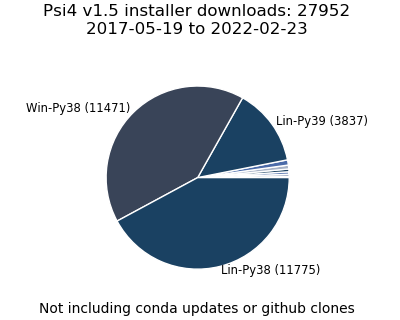 Psi4 v1.5 installer downloads: 27952
2017-05-19 to 2022-02-23
Win-Py38 (11471)
Lin-Py39 (3837)
Lin-Py38 (11775)
Not including conda updates or github clones